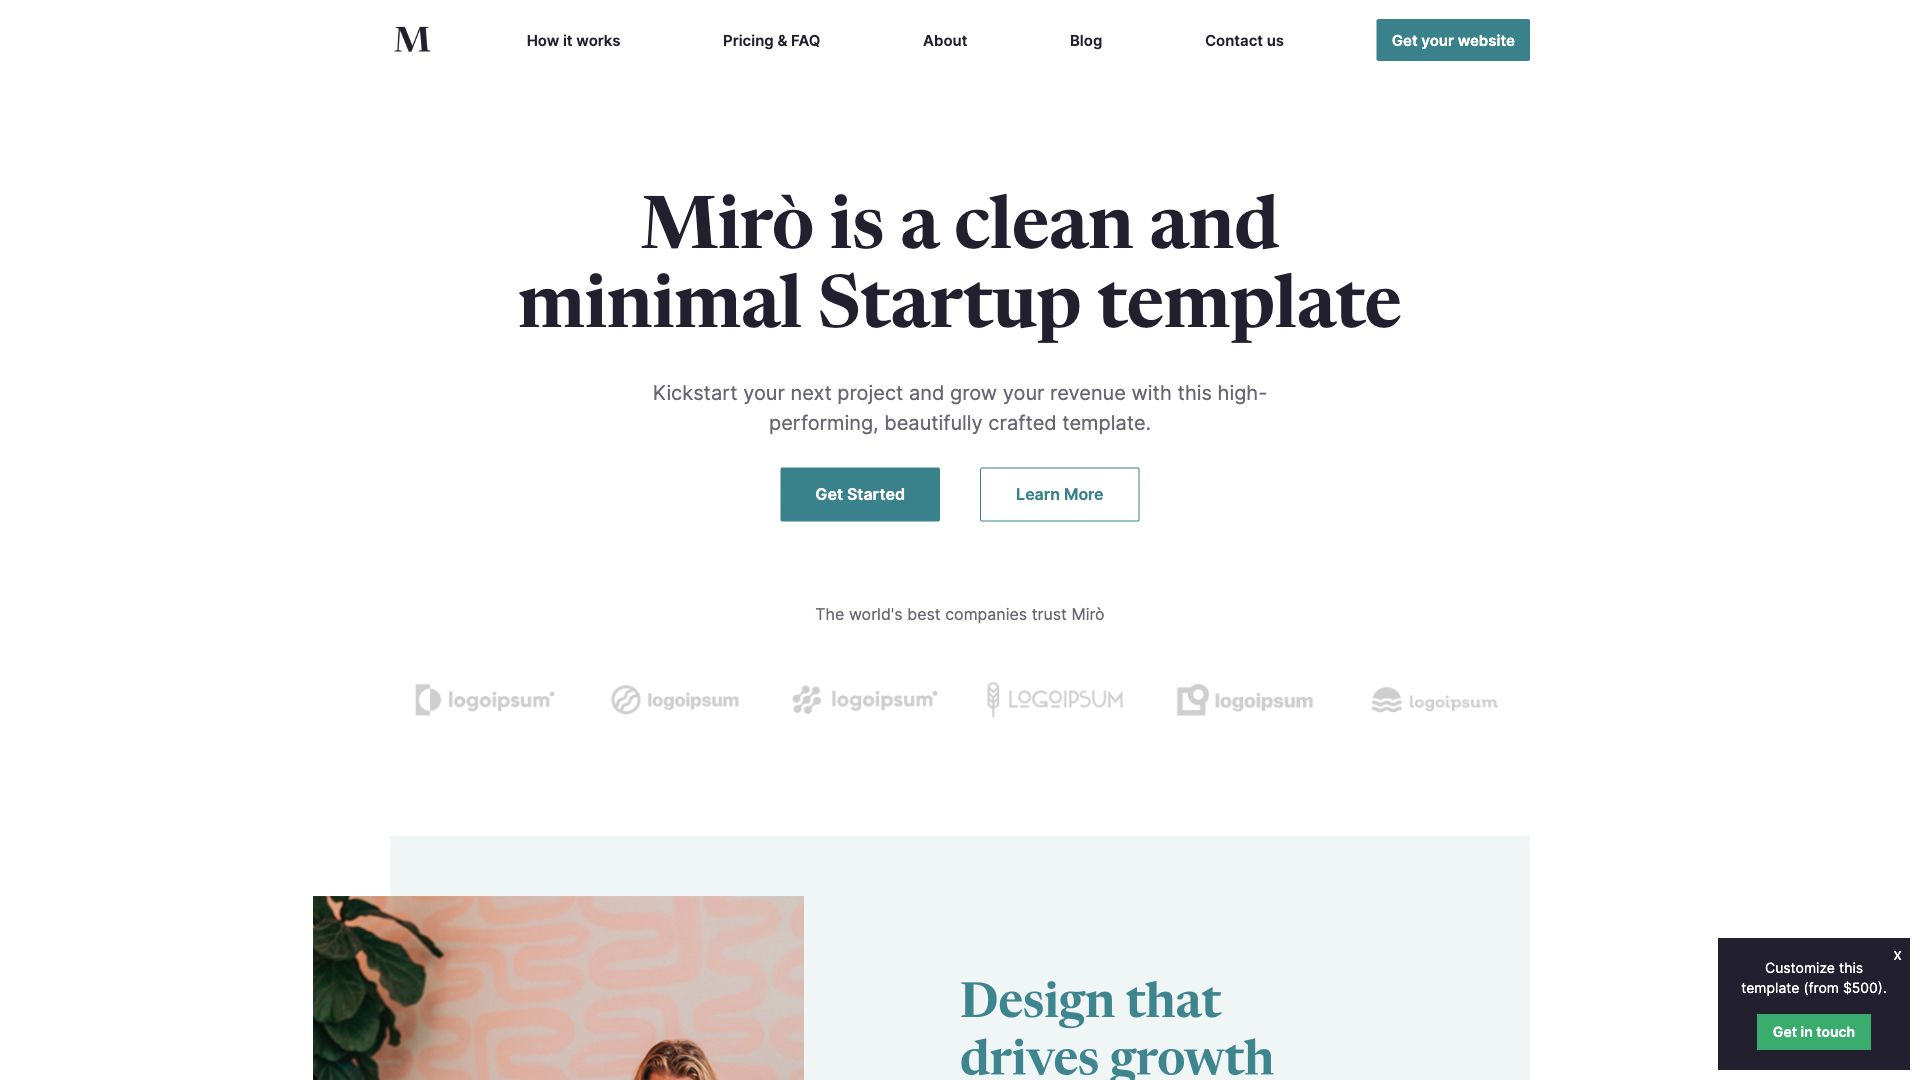 M
How it works
Pricing & FAQ
About
Blog
Contact us
Get your website
Mirò is a clean and
minimal Startup template
Kickstart your next project and grow your revenue with this high-
performing, beautifully crafted template.
Get Started
Learn More
The world's best companies trust Mirò
logoipsum
logoipsum
logoipsum
LOGOIPSUM
logoipsum
logoipsum
Design that
drives growth
X
Customize this
template (from $500).
Get in touch